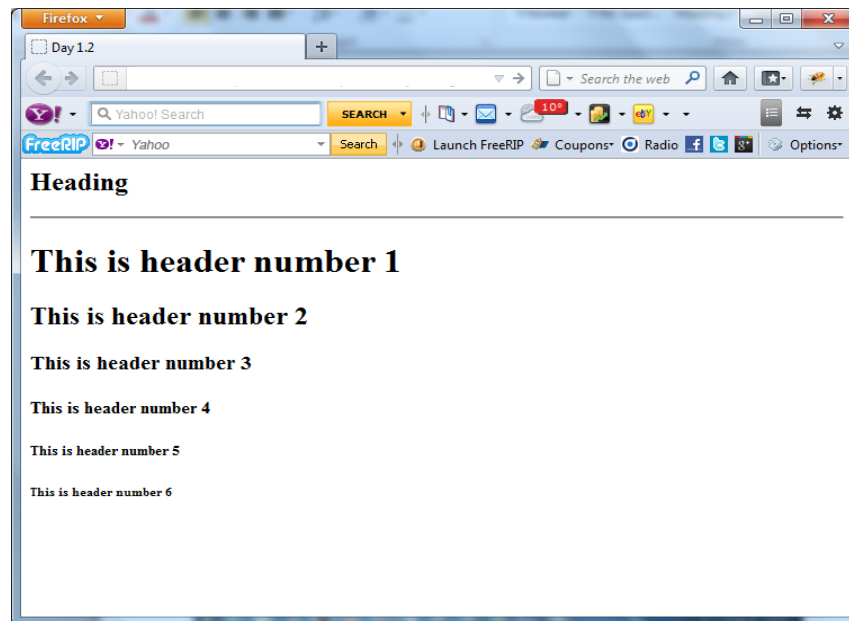 Firefox
Day 1.2
Search the web
Yahoo! Search SEARCH 10° ebY
FreeRIP Y! Yahoo Search Launch FreeRIP Coupons Radio Options
Heading
This is header number 1
This is header number 2
This is header number 3
This is header number 4
This is header number 5
This is header number 6